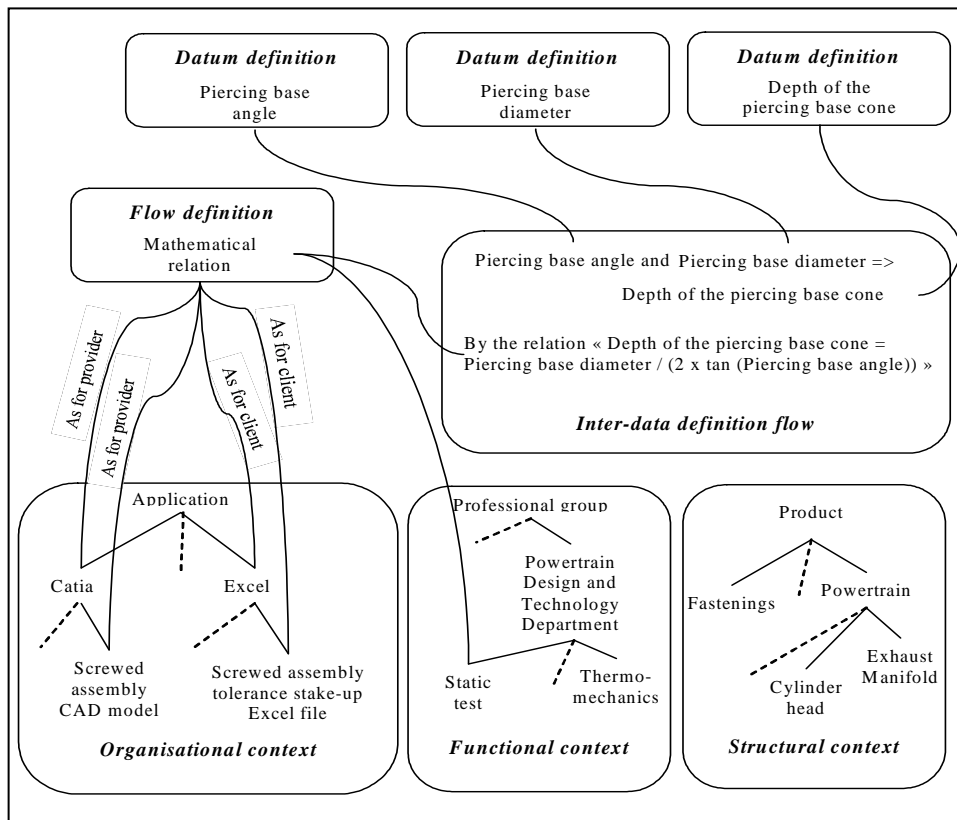 Datum definition
Piercing base
angle
Datum definition
Piercing base
diameter
Datum definition
Depth of the
piercing base cone
Flow definition
Mathematical
relation
Piercing base angle and Piercing base diameter =>
Depth of the piercing base cone
By the relation « Depth of the piercing base cone =
Piercing base diameter / (2 x tan (Piercing base angle)) »
Inter-data definition flow
As for provider
As for provider
As for client
As for client
Application
Catia
Excel
Screwed
assembly
CAD model
Screwed assembly
tolerance stake-up
Excel file
Organisational context
Professional group
Powertrain
Design and
Technology
Department
Static
test
Thermo-
mechanics
Functional context
Product
Fastenings
Powertrain
Cylinder
head
Exhaust
Manifold
Structural context